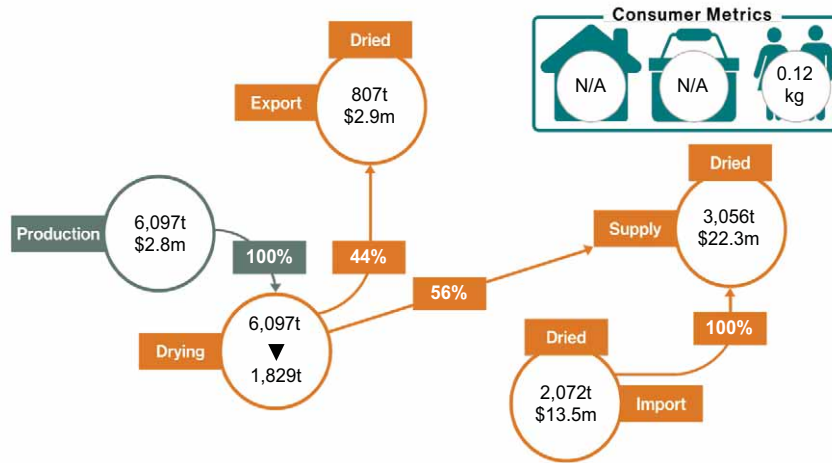 Consumer Metrics
N/A
N/A
0.12
kg
Dried
Export
807t
$2.9m
Dried
Supply
3,056t
$22.3m
Production
6,097t
$2.8m
100%
44%
56%
Drying
6,097t
▼
1,829t
100%
Dried
2,072t
$13.5m
Import